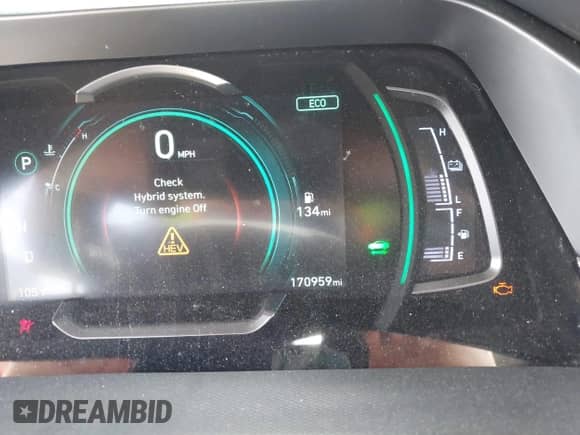 ECO
H
0 MPH
H
P
Check
Hybrid system.
Turn engine Off
C
L
134mi
F
HEV
E
170959mi
DREAMBID